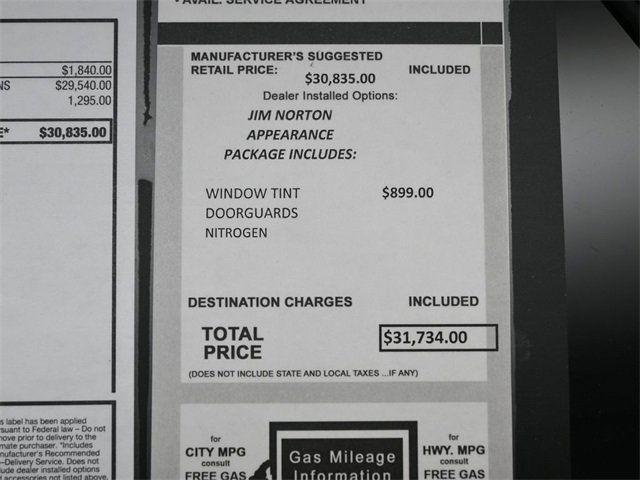 • AVAIL. SERVICE AGREEMENT
MANUFACTURER'S SUGGESTED
RETAIL PRICE: $30,835.00 INCLUDED
Dealer Installed Options:
JIM NORTON
APPEARANCE
PACKAGE INCLUDES:
WINDOW TINT $899.00
DOORGUARDS
NITROGEN
DESTINATION CHARGES INCLUDED
TOTAL
PRICE
$31,734.00
(DOES NOT INCLUDE STATE AND LOCAL TAXES ...IF ANY)
for
CITY MPG
consult
FREE GAS
Gas Mileage
Information
for
HWY. MPG
consult
FREE GAS
$1,840.00
NS $29,540.00
1,295.00
E* $30,835.00
s label has been applied
rsuant to Federal law – Do not
move prior to delivery to the
mate purchaser. *Includes
nufacturer's Recommended
-Delivery Service. Does not
lude dealer installed options
accessories not listed above.